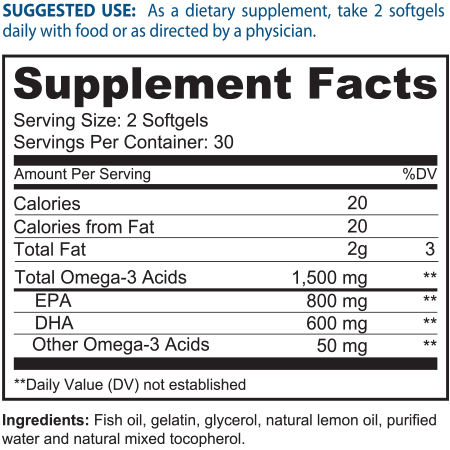 SUGGESTED USE: As a dietary supplement, take 2 softgels
daily with food or as directed by a physician.
Supplement Facts
Serving Size: 2 Softgels
Servings Per Container: 30
Amount Per Serving %DV
Calories 20
Calories from Fat 20
Total Fat 2g 3
Total Omega-3 Acids 1,500 mg **
EPA 800 mg **
DHA 600 mg **
Other Omega-3 Acids 50 mg **
**Daily Value (DV) not established
Ingredients: Fish oil, gelatin, glycerol, natural lemon oil, purified
water and natural mixed tocopherol.